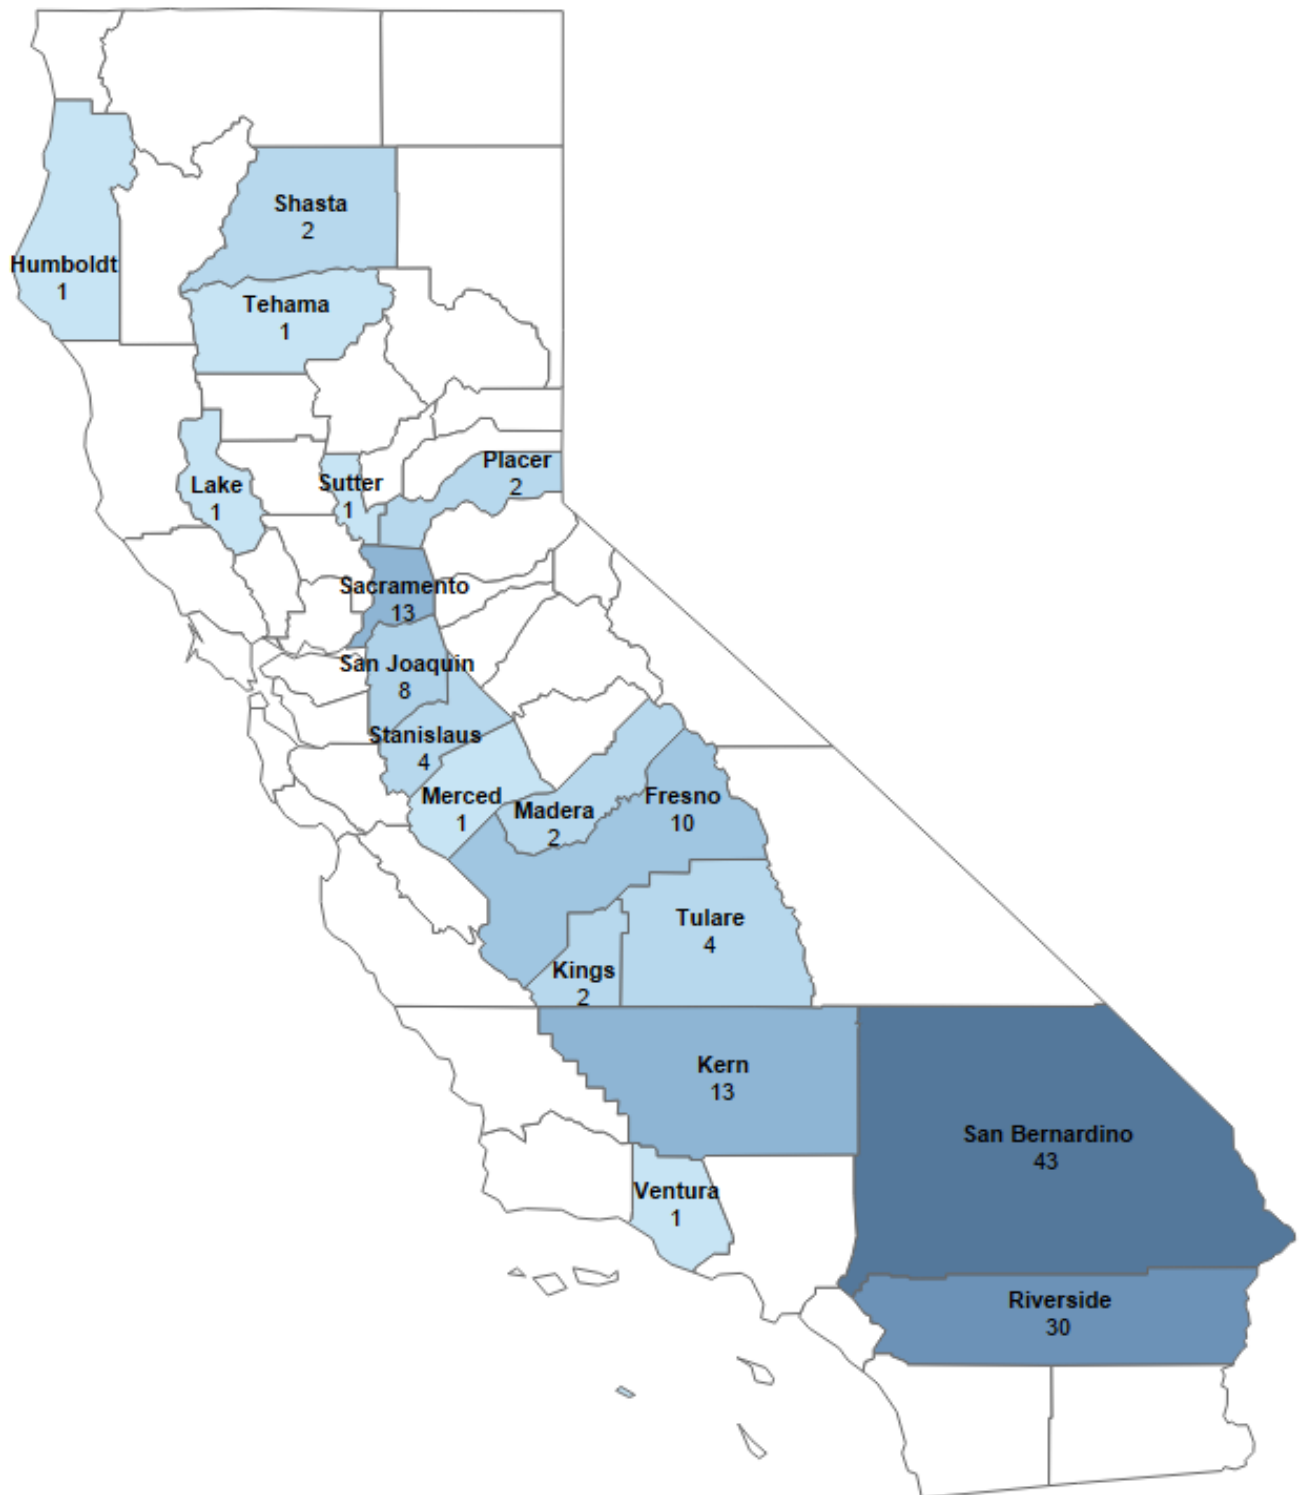 Shasta
2
Humboldt
1
Tehama
1
Placer
2
Lake
1
Sutter
1
Sacramento
13
San Joaquin
8
Stanislaus
4
Merced
1
Madera
2
Fresno
10
Tulare
4
Kings
2
Kern
13
San Bernardino
43
Ventura
1
Riverside
30